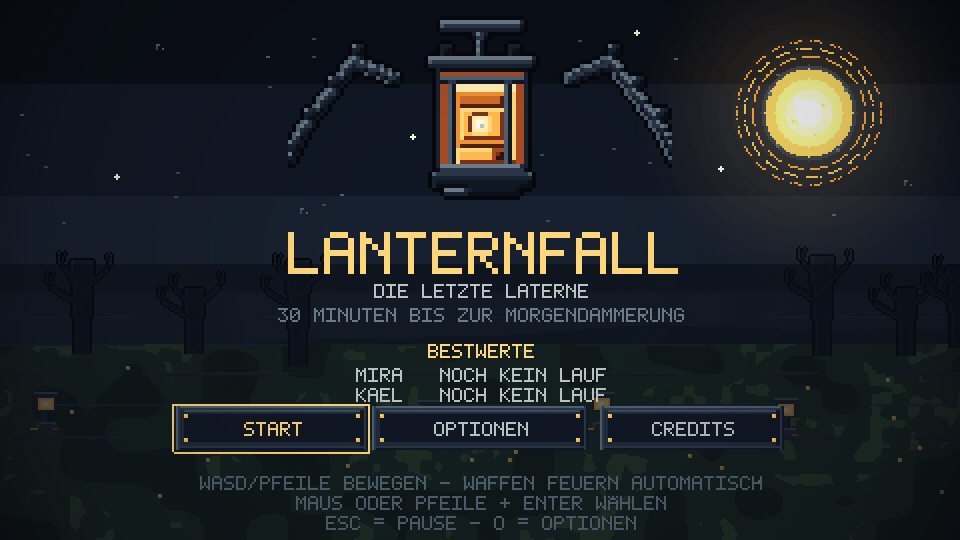 LANTERNFALL
DIE LETZTE LATERNE
30 MINUTEN BIS ZUR MORGENDAMMERUNG
BESTWERTE
MIRA NOCH KEIN LAUF
KAEL NOCH KEIN LAUF
START OPTIONEN CREDITS
WASD/PFEILE BEWEGEN - WAFFEN FEUERN AUTOMATISCH
MAUS ODER PFEILE + ENTER WÄHLEN
ESC = PAUSE - O = OPTIONEN